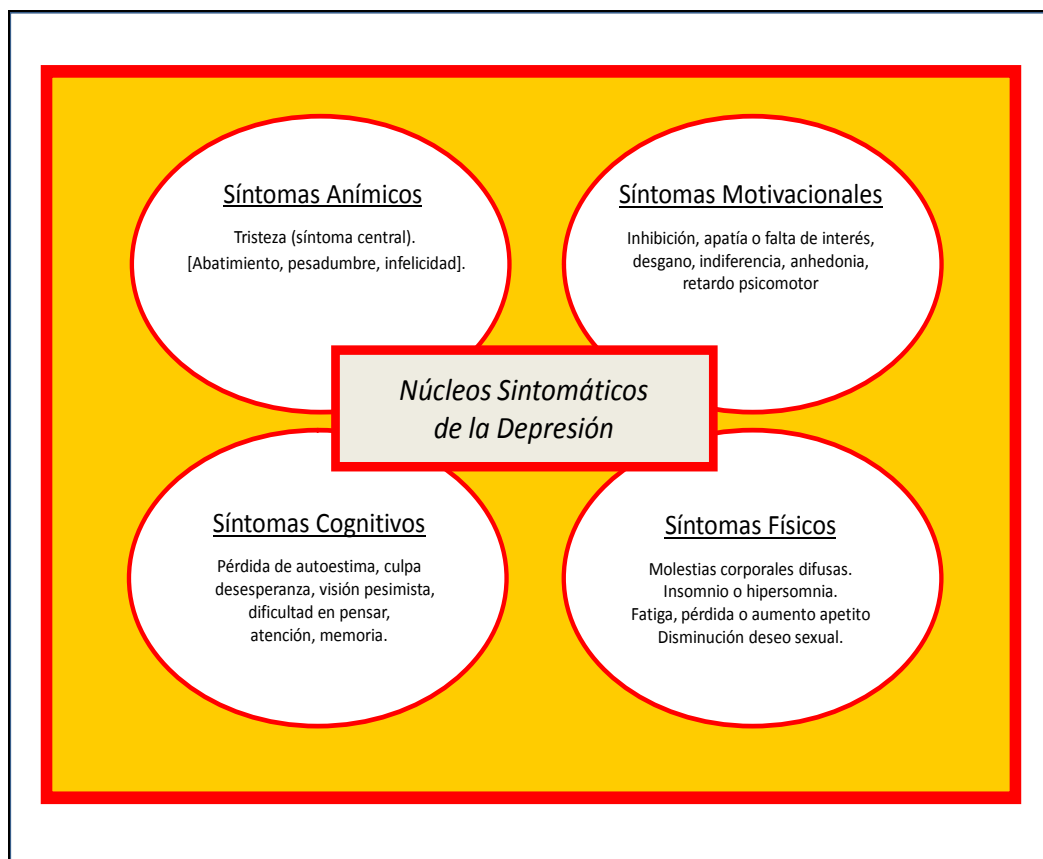 Síntomas Anímicos
Tristeza (síntoma central).
[Abatimiento, pesadumbre, infelicidad].
Síntomas Motivacionales
Inhibición, apatía o falta de interés,
desgano, indiferencia, anhedonia,
retardo psicomotor
Núcleos Sintomáticos
de la Depresión
Síntomas Cognitivos
Pérdida de autoestima, culpa
desesperanza, visión pesimista,
dificultad en pensar,
atención, memoria.
Síntomas Físicos
Molestias corporales difusas.
Insomnio o hipersomnia.
Fatiga, pérdida o aumento apetito
Disminución deseo sexual.